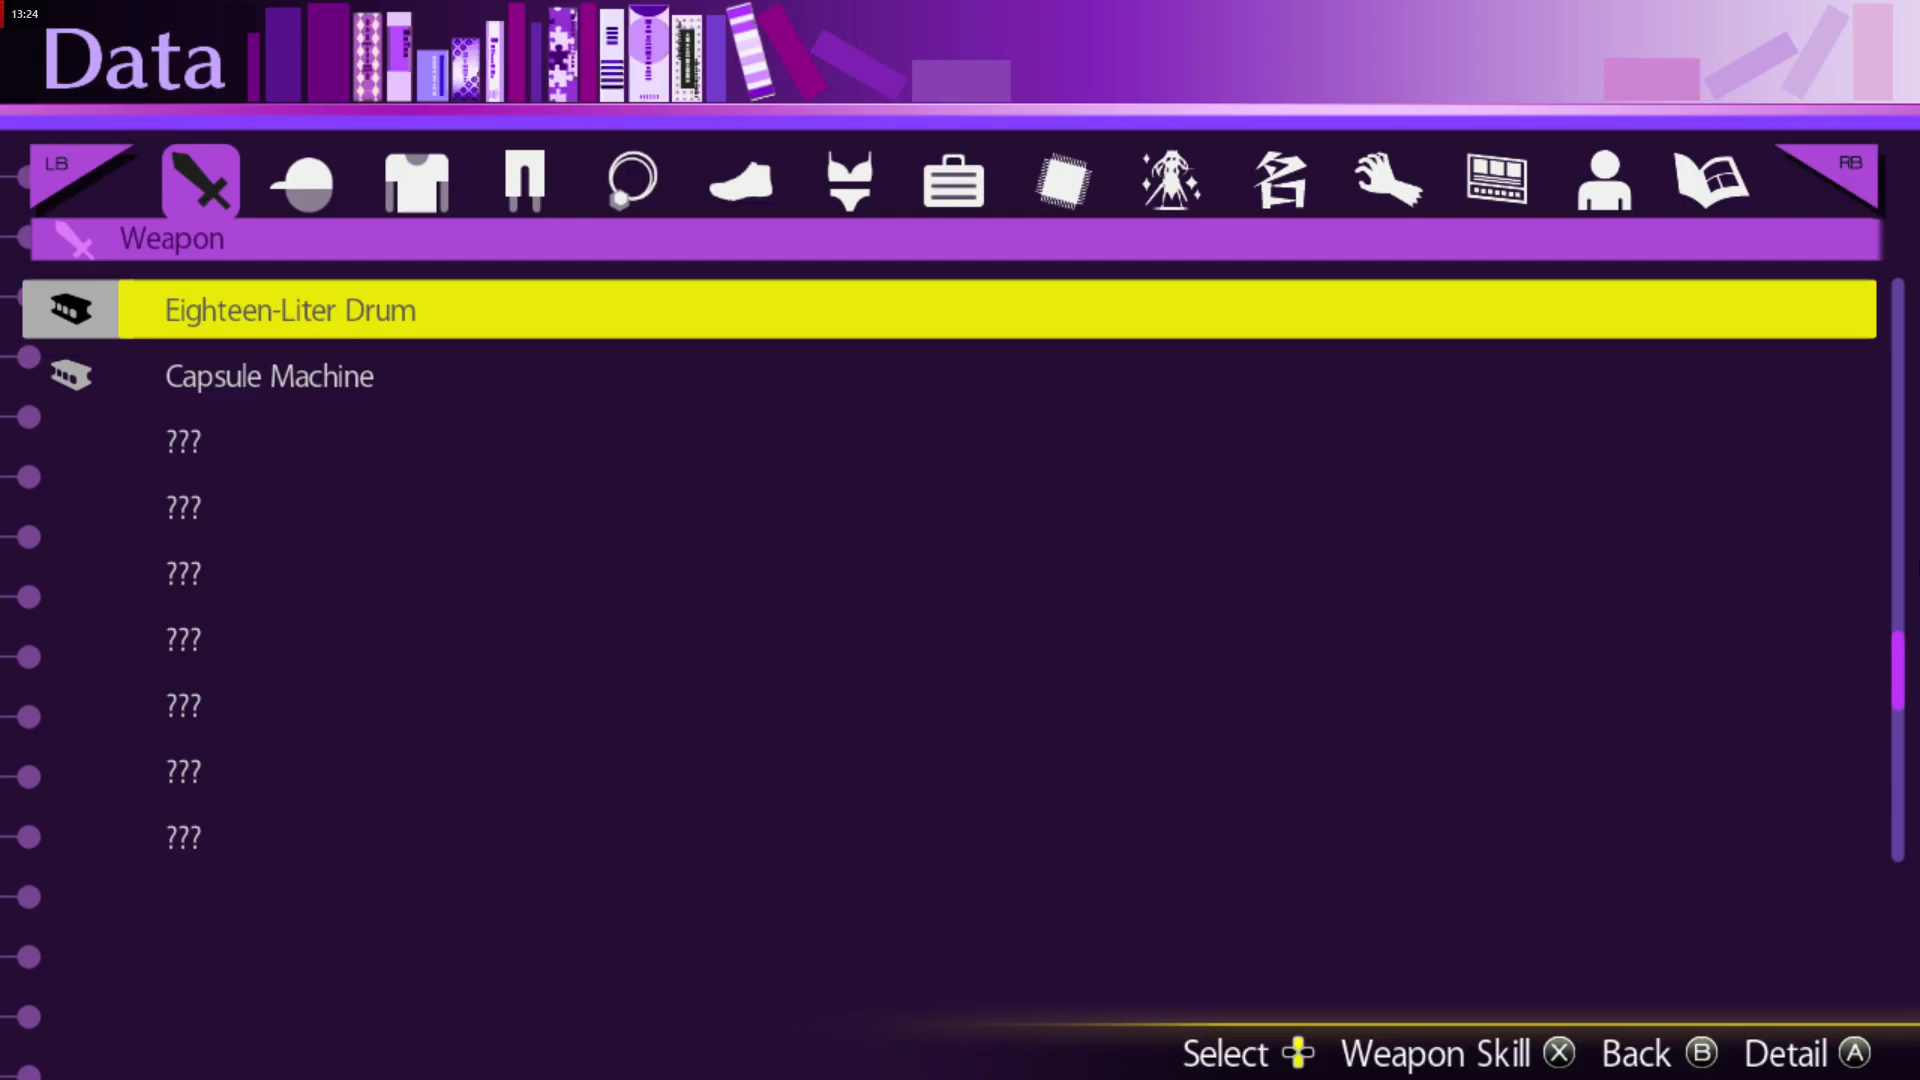 13:24
Data
LB
RB
Weapon
Eighteen-Liter Drum
Capsule Machine
???
???
???
???
???
???
???
Select Weapon Skill X Back B Detail A